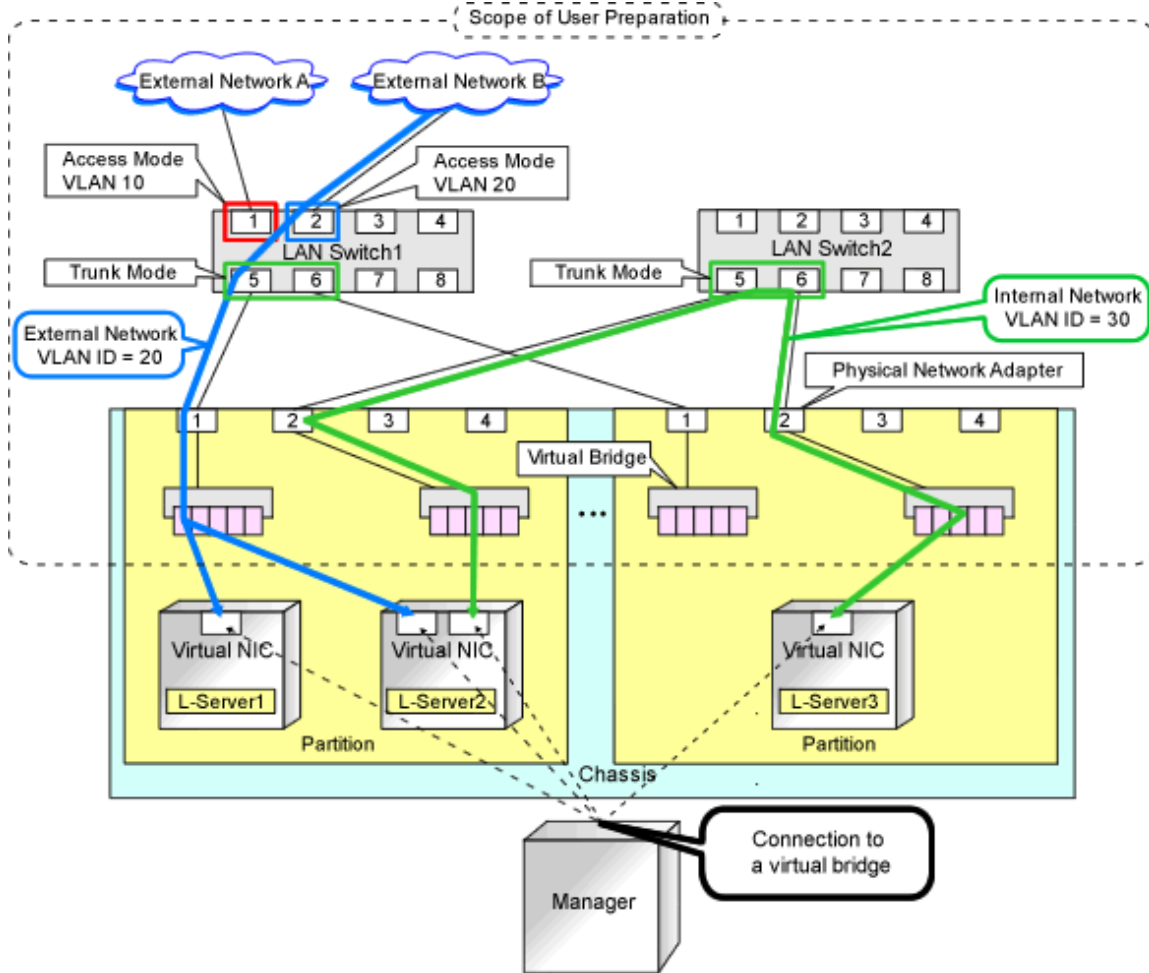 Scope of User Preparation
External Network A
External Network B
Access Mode
VLAN 10
Access Mode
VLAN 20
1 2 3 4
LAN Switch1
5 6 7 8
Trunk Mode
1 2 3 4
LAN Switch2
5 6 7 8
Trunk Mode
External Network
VLAN ID = 20
Internal Network
VLAN ID = 30
Physical Network Adapter
1 2 3 4
1 2 3 4
Virtual Bridge
...
Virtual NIC
L-Server1
Virtual NIC
L-Server2
Virtual NIC
L-Server3
Partition
Partition
Chassis
Connection to
a virtual bridge
Manager